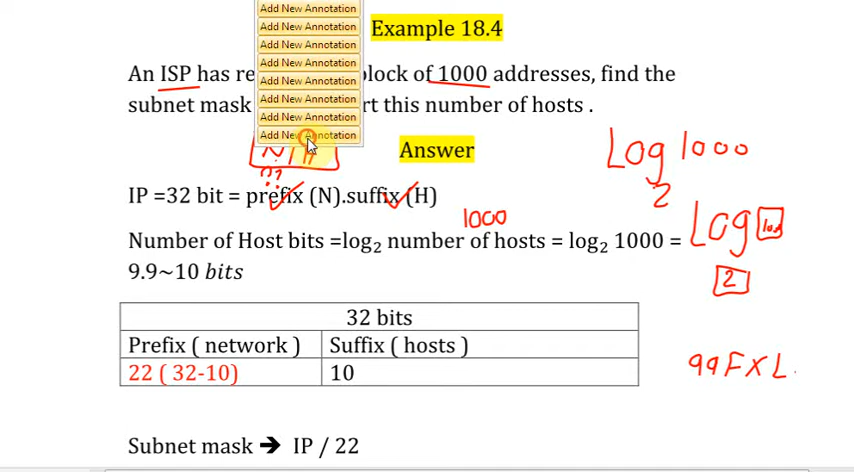 Add New Annotation
Add New Annotation
Add New Annotation
Add New Annotation
Add New Annotation
Add New Annotation
Add New Annotation
Add New Annotation
Example 18.4
An ISP has re lock of 1000 addresses, find the
subnet mask rt this number of hosts .
N H
Answer
Log 1000
2
??
IP =32 bit = prefix (N).suffix (H)
1000
Log
2
Number of Host bits =log₂ number of hosts = log₂ 1000 =
9.9~10 bits
32 bits
Prefix ( network ) Suffix ( hosts )
22 ( 32-10) 10
99FXL
Subnet mask ➔ IP / 22